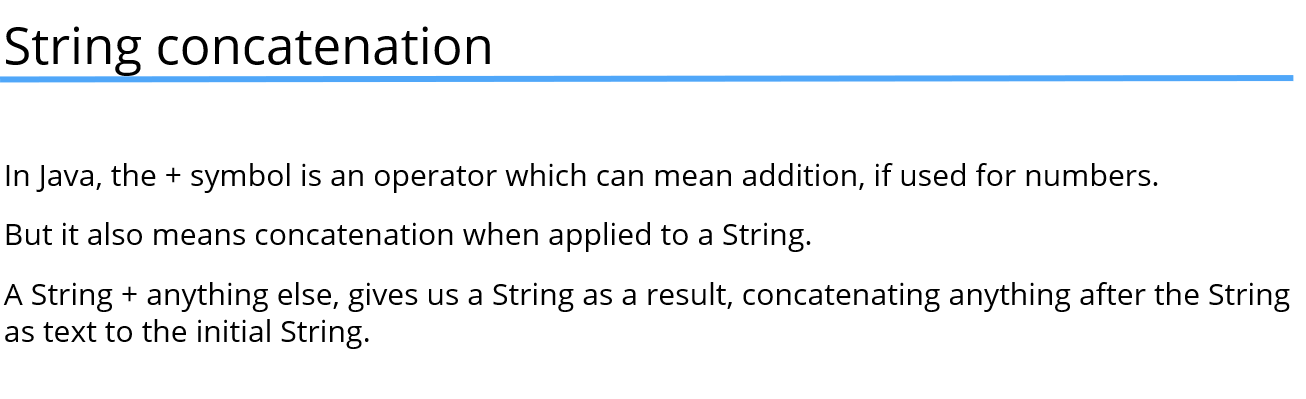 String concatenation
In Java, the + symbol is an operator which can mean addition, if used for numbers.
But it also means concatenation when applied to a String.
A String + anything else, gives us a String as a result, concatenating anything after the String
as text to the initial String.